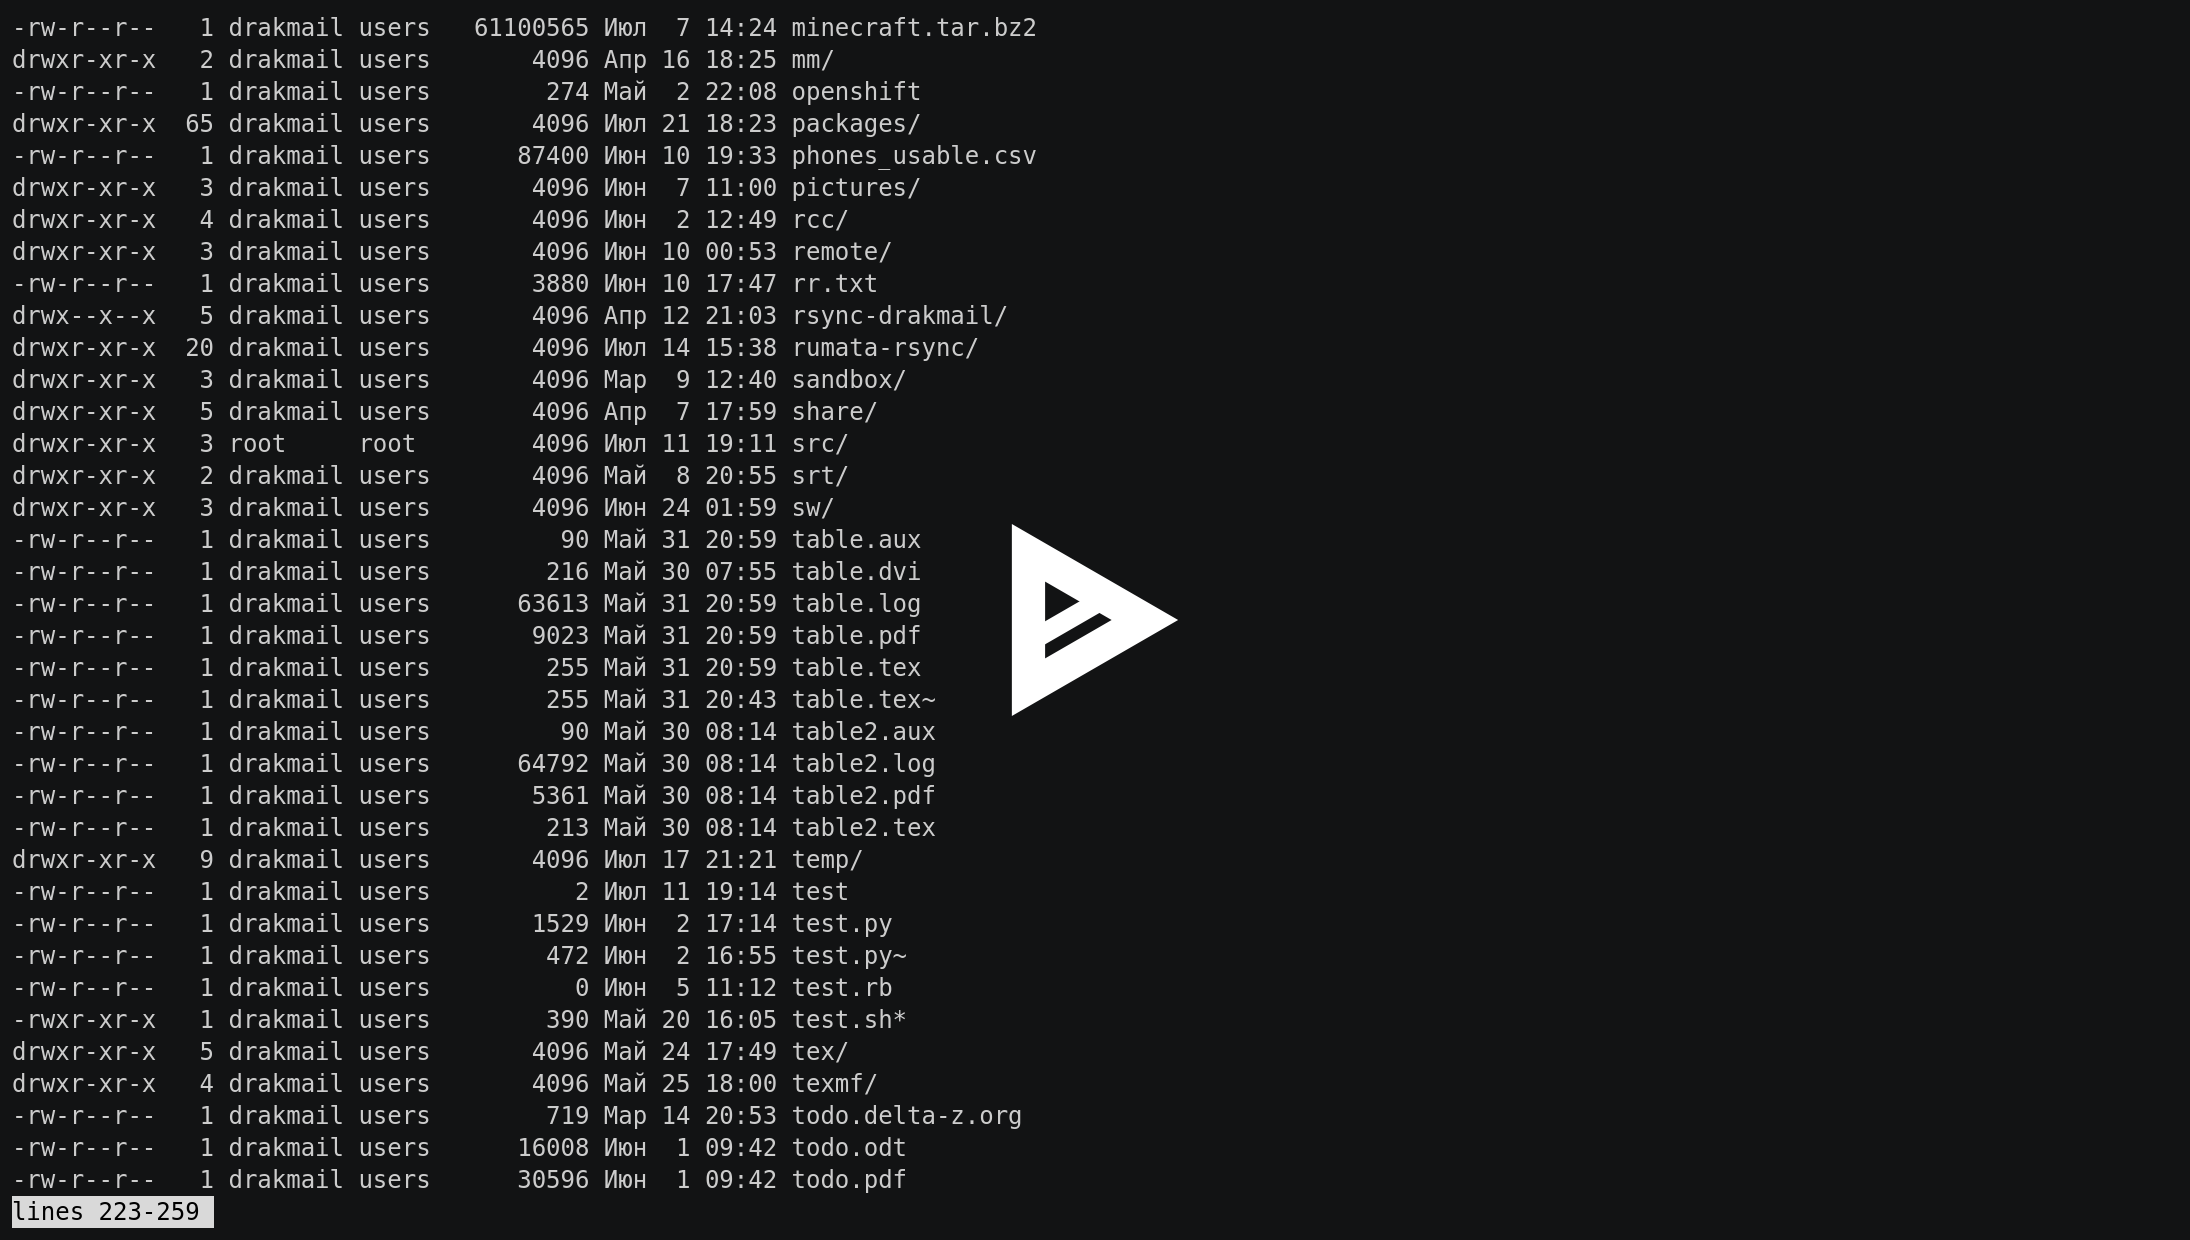 -rw-r--r--   1 drakmail users   61100565 Июл  7 14:24 minecraft.tar.bz2
drwxr-xr-x   2 drakmail users       4096 Апр 16 18:25 mm/
-rw-r--r--   1 drakmail users        274 Май  2 22:08 openshift
drwxr-xr-x  65 drakmail users       4096 Июл 21 18:23 packages/
-rw-r--r--   1 drakmail users      87400 Июн 10 19:33 phones_usable.csv
drwxr-xr-x   3 drakmail users       4096 Июн  7 11:00 pictures/
drwxr-xr-x   4 drakmail users       4096 Июн  2 12:49 rcc/
drwxr-xr-x   3 drakmail users       4096 Июн 10 00:53 remote/
-rw-r--r--   1 drakmail users       3880 Июн 10 17:47 rr.txt
drwx--x--x   5 drakmail users       4096 Апр 12 21:03 rsync-drakmail/
drwxr-xr-x  20 drakmail users       4096 Июл 14 15:38 rumata-rsync/
drwxr-xr-x   3 drakmail users       4096 Мар  9 12:40 sandbox/
drwxr-xr-x   5 drakmail users       4096 Апр  7 17:59 share/
drwxr-xr-x   3 root     root        4096 Июл 11 19:11 src/
drwxr-xr-x   2 drakmail users       4096 Май  8 20:55 srt/
drwxr-xr-x   3 drakmail users       4096 Июн 24 01:59 sw/
-rw-r--r--   1 drakmail users         90 Май 31 20:59 table.aux
-rw-r--r--   1 drakmail users        216 Май 30 07:55 table.dvi
-rw-r--r--   1 drakmail users      63613 Май 31 20:59 table.log
-rw-r--r--   1 drakmail users       9023 Май 31 20:59 table.pdf
-rw-r--r--   1 drakmail users        255 Май 31 20:59 table.tex
-rw-r--r--   1 drakmail users        255 Май 31 20:43 table.tex~
-rw-r--r--   1 drakmail users         90 Май 30 08:14 table2.aux
-rw-r--r--   1 drakmail users      64792 Май 30 08:14 table2.log
-rw-r--r--   1 drakmail users       5361 Май 30 08:14 table2.pdf
-rw-r--r--   1 drakmail users        213 Май 30 08:14 table2.tex
drwxr-xr-x   9 drakmail users       4096 Июл 17 21:21 temp/
-rw-r--r--   1 drakmail users          2 Июл 11 19:14 test
-rw-r--r--   1 drakmail users       1529 Июн  2 17:14 test.py
-rw-r--r--   1 drakmail users        472 Июн  2 16:55 test.py~
-rw-r--r--   1 drakmail users          0 Июн  5 11:12 test.rb
-rwxr-xr-x   1 drakmail users        390 Май 20 16:05 test.sh*
drwxr-xr-x   5 drakmail users       4096 Май 24 17:49 tex/
drwxr-xr-x   4 drakmail users       4096 Май 25 18:00 texmf/
-rw-r--r--   1 drakmail users        719 Мар 14 20:53 todo.delta-z.org
-rw-r--r--   1 drakmail users      16008 Июн  1 09:42 todo.odt
-rw-r--r--   1 drakmail users      30596 Июн  1 09:42 todo.pdf
lines 223-259